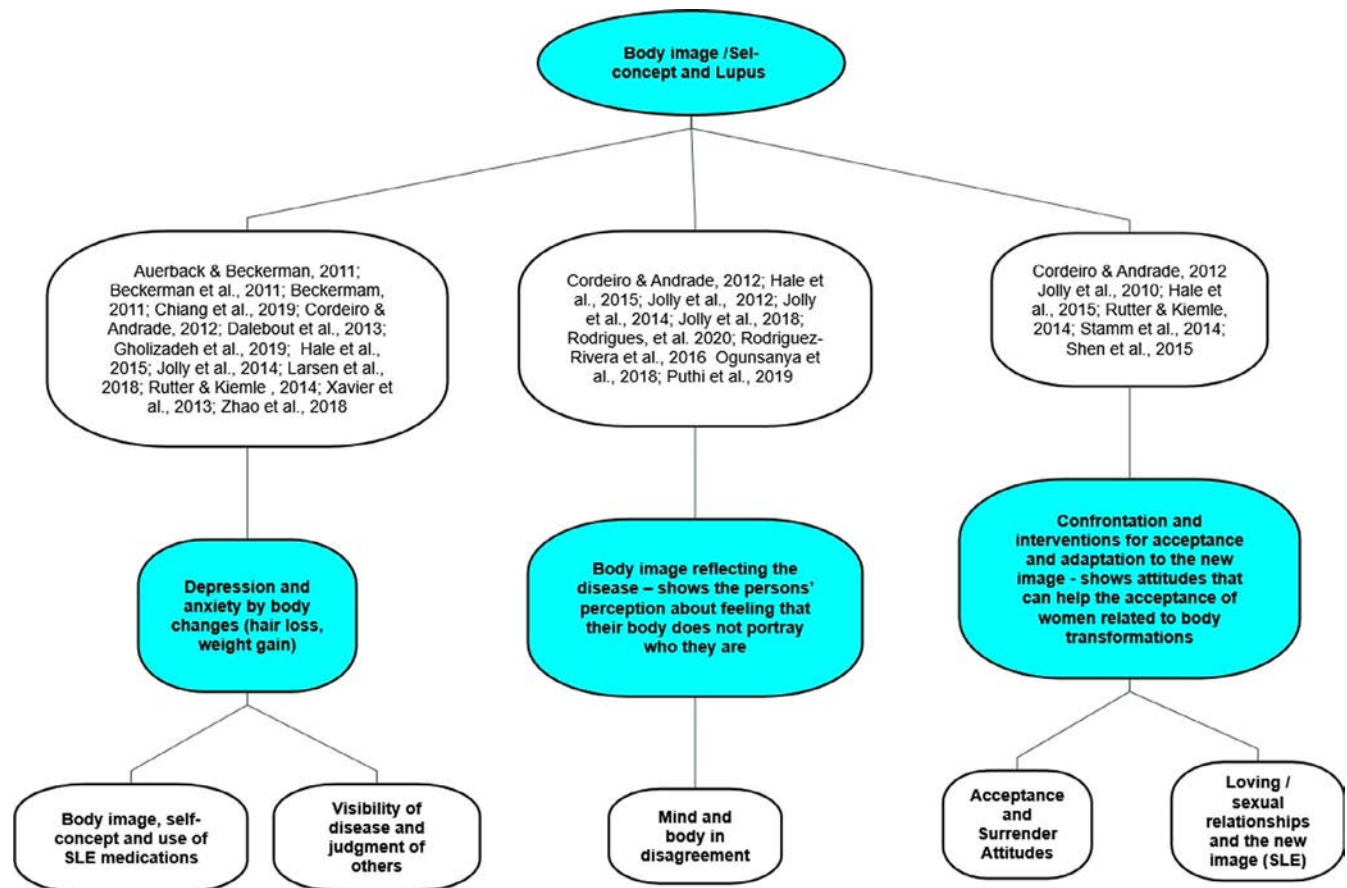 Body image /Sel-
concept and Lupus
Auerback & Beckerman, 2011;
Beckerman et al., 2011; Beckermam,
2011; Chiang et al., 2019; Cordeiro &
Andrade, 2012; Dalebout et al., 2013;
Gholizadeh et al., 2019; Hale et al.,
2015; Jolly et al., 2014; Larsen et al.,
2018; Rutter & Kiemle , 2014; Xavier et
al., 2013; Zhao et al., 2018
Cordeiro & Andrade, 2012; Hale et
al., 2015; Jolly et al., 2012; Jolly
et al., 2014; Jolly et al., 2018;
Rodrigues, et al. 2020; Rodriguez-
Rivera et al., 2016 Ogunsanya et
al., 2018; Puthi et al., 2019
Cordeiro & Andrade, 2012
Jolly et al., 2010; Hale et
al., 2015; Rutter & Kiemle,
2014; Stamm et al., 2014;
Shen et al., 2015
Depression and
anxiety by body
changes (hair loss,
weight gain)
Body image reflecting the
disease – shows the persons’
perception about feeling that
their body does not portray
who they are
Confrontation and
interventions for acceptance
and adaptation to the new
image - shows attitudes that
can help the acceptance of
women related to body
transformations
Body image, self-
concept and use of
SLE medications
Visibility of
disease and
judgment of
others
Mind and
body in
disagreement
Acceptance
and
Surrender
Attitudes
Loving /
sexual
relationships
and the new
image (SLE)